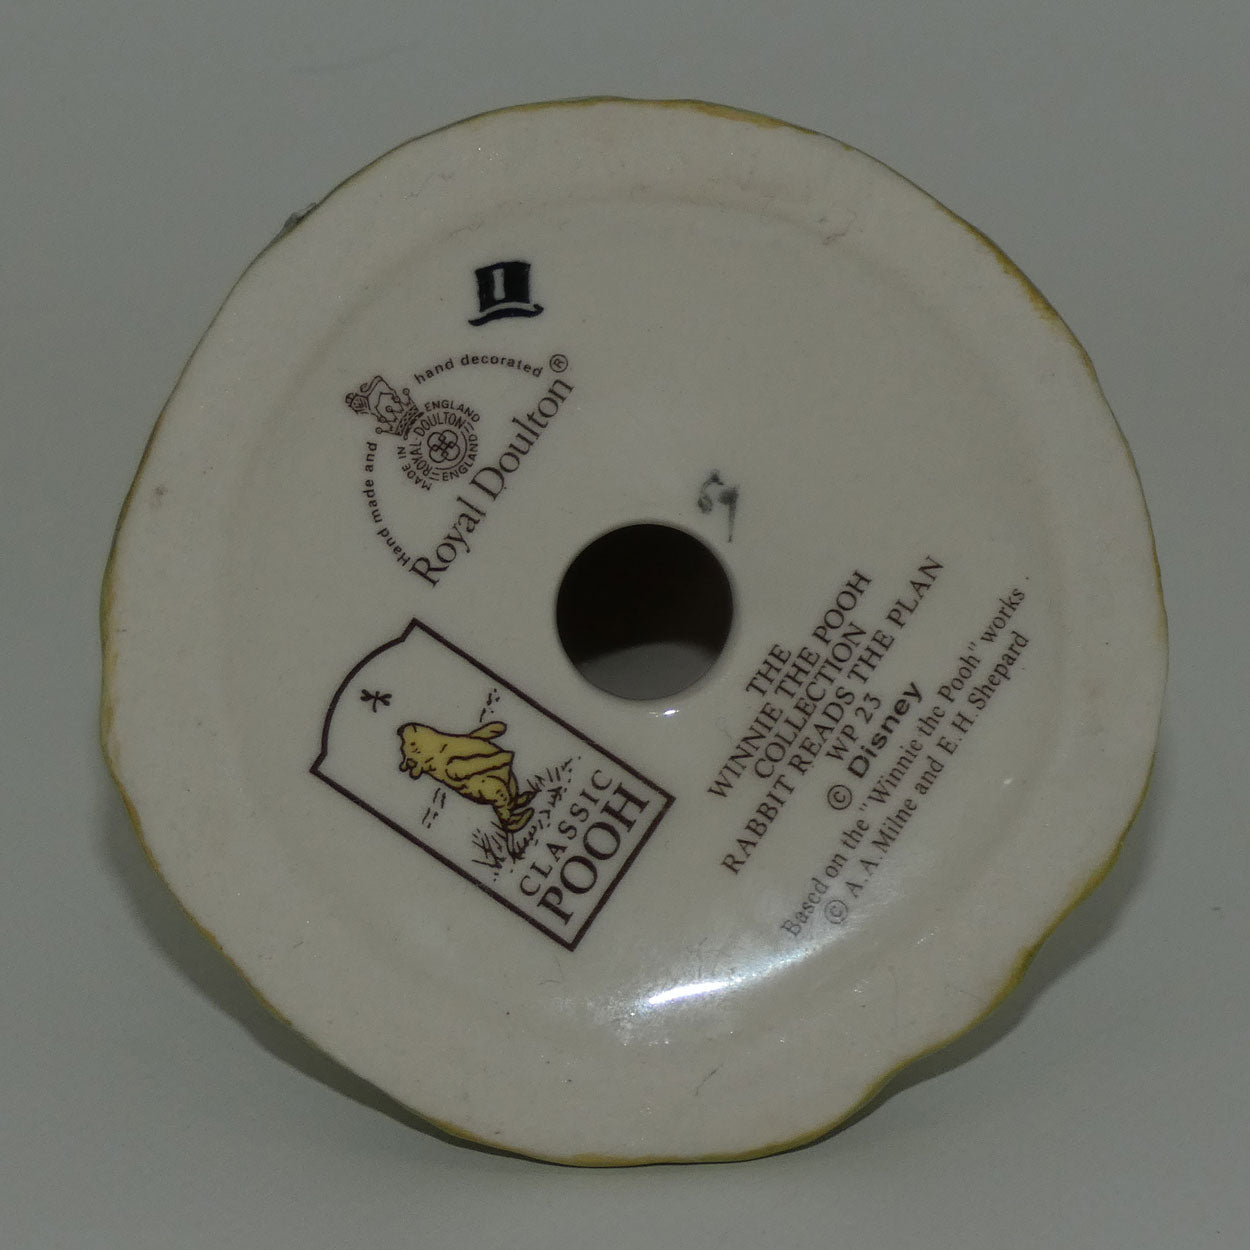 I
Hand made and hand decorated ®
MADE IN ENGLAND
ROYAL-DOULTON
ENGLAND
Royal Doulton
CLASSIC
POOH
THE
WINNIE THE POOH
COLLECTION
RABBIT READS THE PLAN
WP 23
© Disney
Based on the "Winnie the Pooh" works
© A.A.Milne and E.H.Shepard